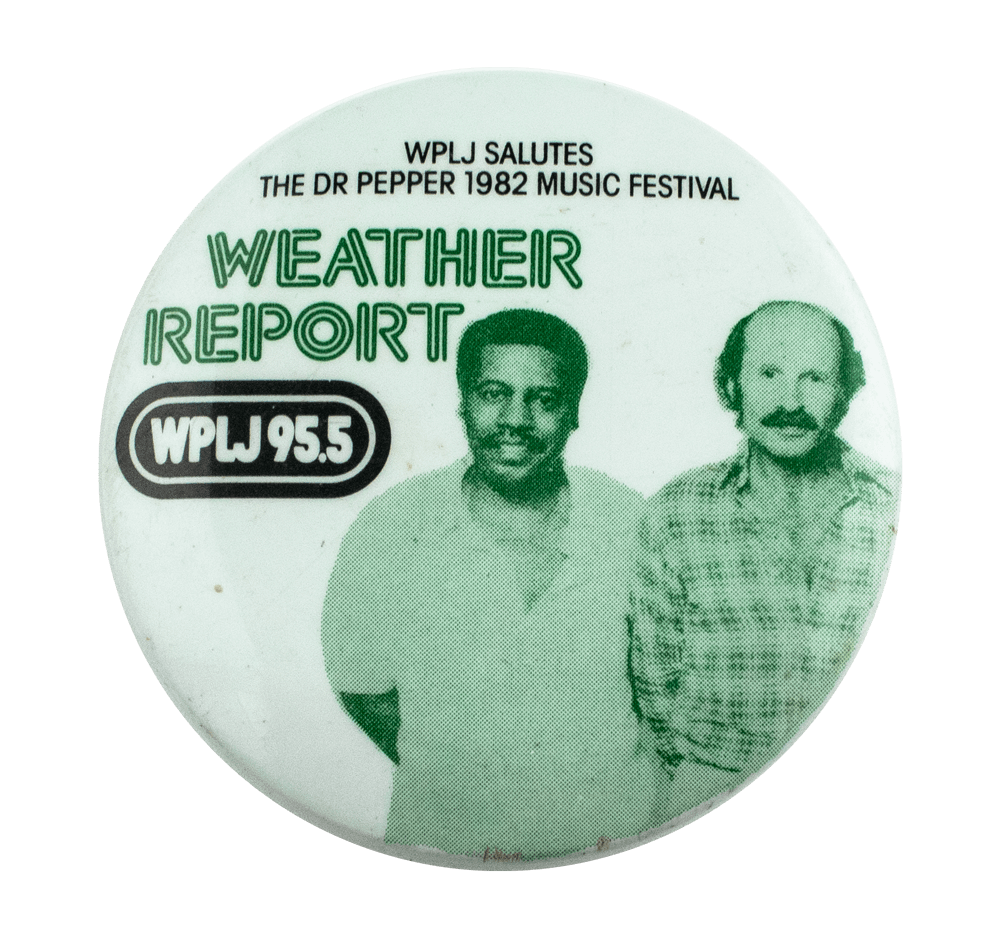 WPLJ SALUTES
THE DR PEPPER 1982 MUSIC FESTIVAL
WEATHER
REPORT
WPLJ 95.5